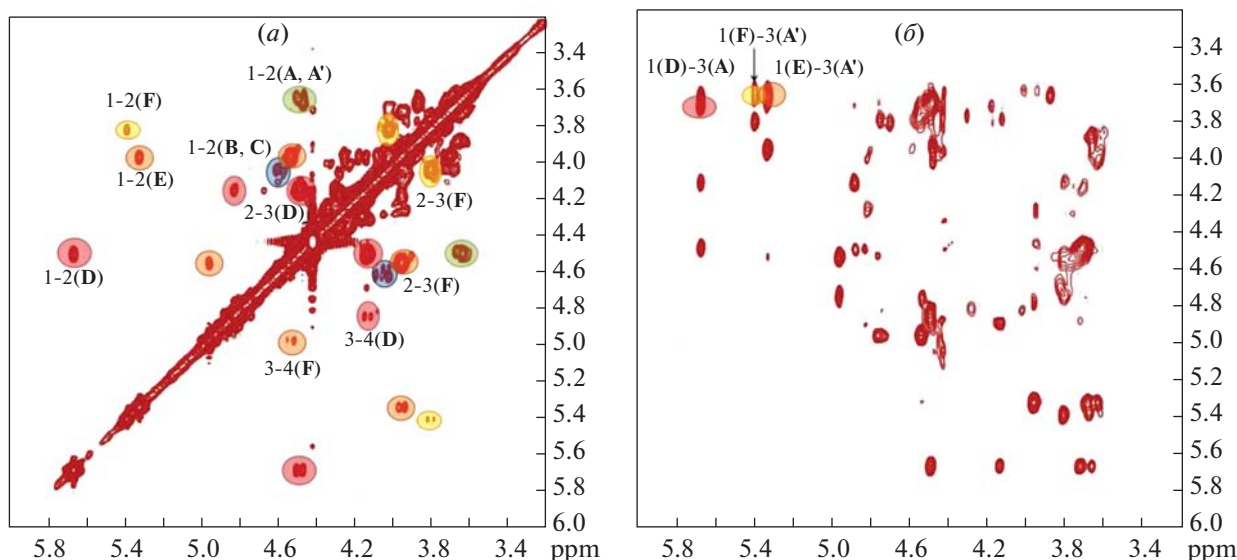 (а)
1-2(A, A')
1-2(F)
1-2(B, C)
1-2(E)
2-3(D)
2-3(F)
1-2(D)
2-3(F)
3-4(D)
3-4(F)
3.4
3.6
3.8
4.0
4.2
4.4
4.6
4.8
5.0
5.2
5.4
5.6
5.8
6.0
5.8 5.4 5.0 4.6 4.2 3.8 3.4 ppm
(б)
1(F)-3(A')
1(D)-3(A)
1(E)-3(A')
3.4
3.6
3.8
4.0
4.2
4.4
4.6
4.8
5.0
5.2
5.4
5.6
5.8
6.0
5.8 5.4 5.0 4.6 4.2 3.8 3.4 ppm